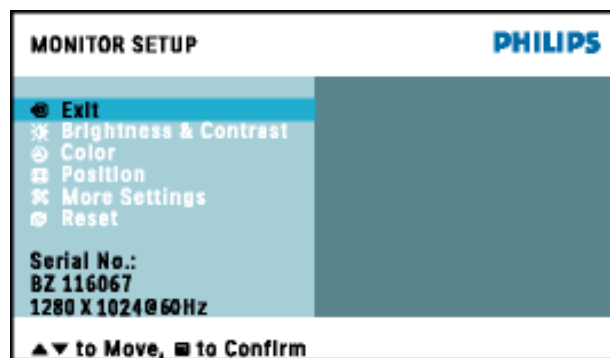 MONITOR SETUP
PHILIPS
Exit
Brightness & Contrast
Color
Position
More Settings
Reset
Serial No.:
BZ 116067
1280 X 1024@60Hz
▲▼ to Move, to Confirm